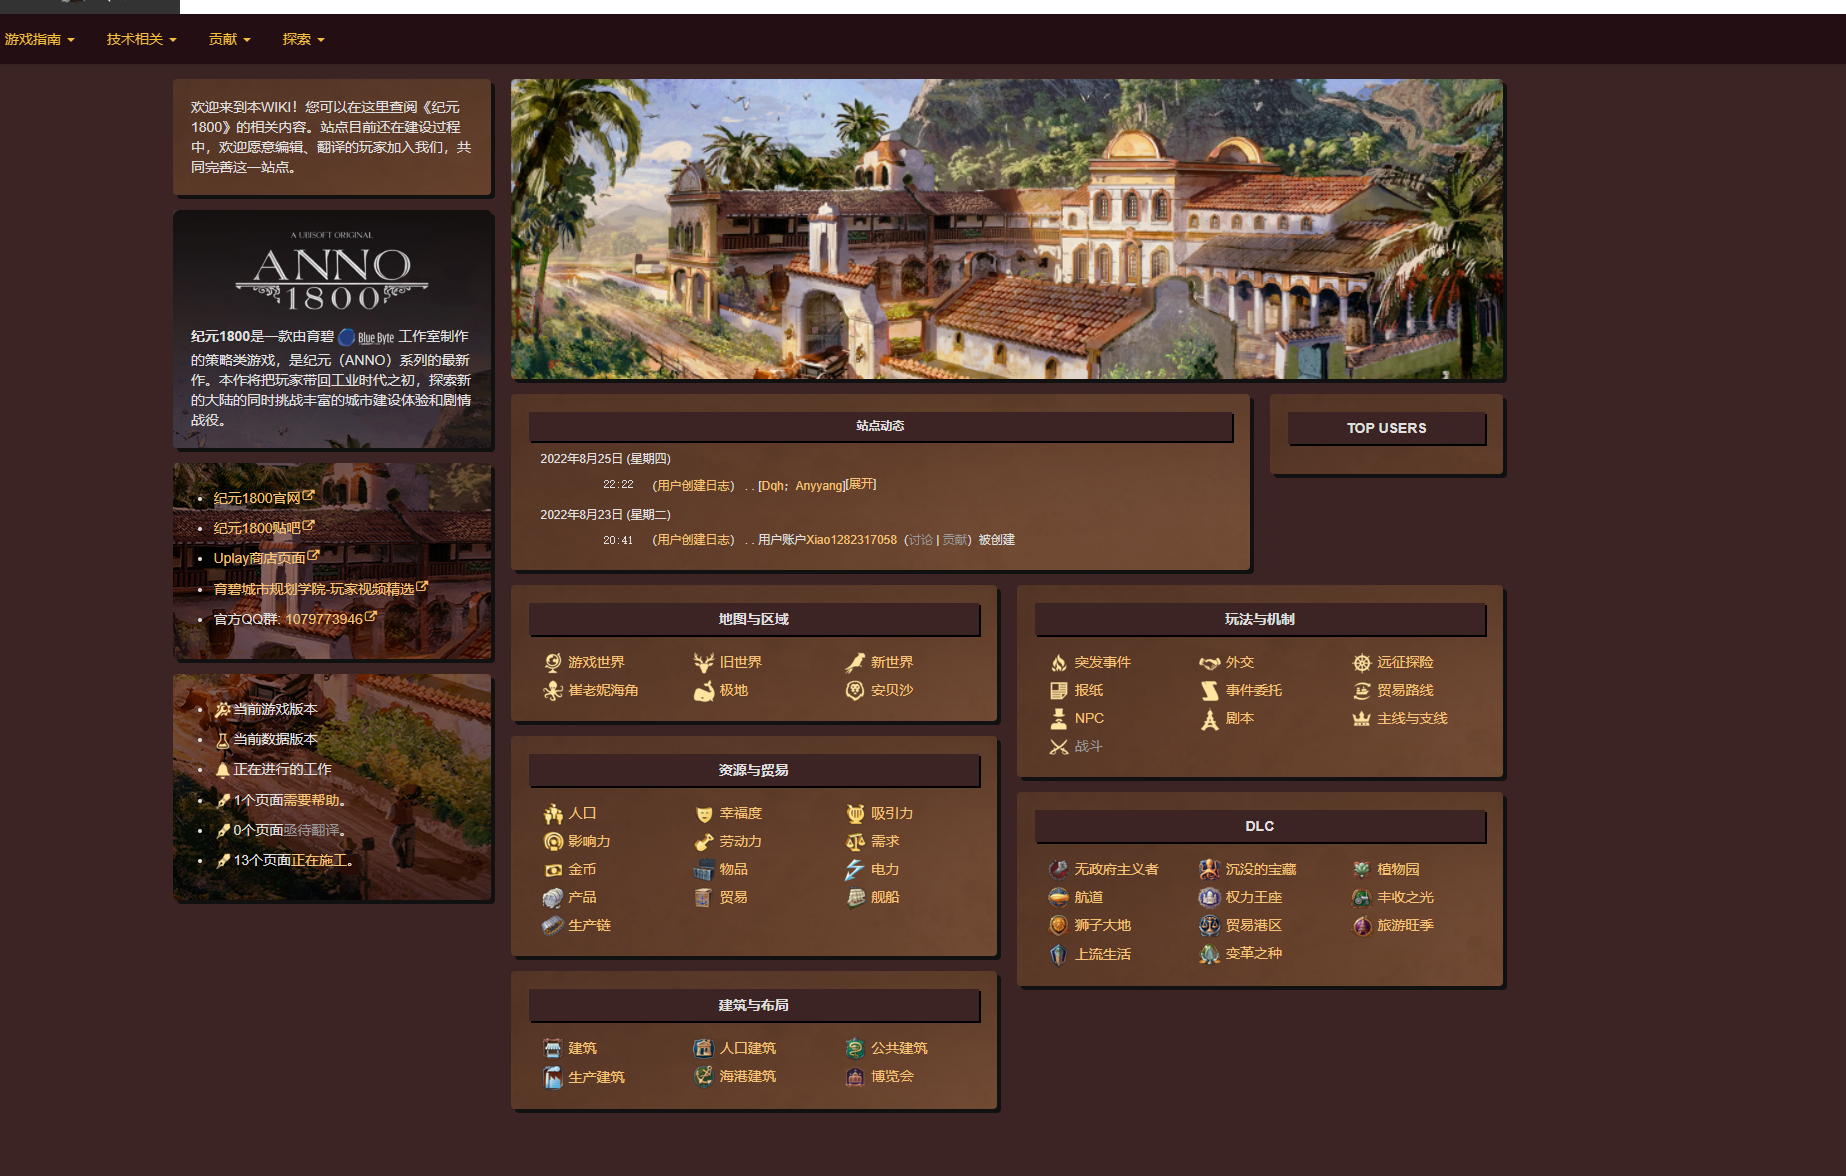 游戏指南
技术相关
贡献
探索
欢迎来到本WIKI！您可以在这里查阅《纪元
1800》的相关内容。站点目前还在建设过程
中，欢迎愿意编辑、翻译的玩家加入我们，共
同完善这一站点。
A UBISOFT ORIGINAL
ANNO
1800
纪元1800是一款由育碧 Blue Byte 工作室制作
的策略类游戏，是纪元（ANNO）系列的最新
作。本作将把玩家带回工业时代之初，探索新
的大陆的同时挑战丰富的城市建设体验和剧情
战役。
纪元1800官网
纪元1800贴吧
Uplay商店页面
育碧城市规划学院-玩家视频精选
官方QQ群: 1079773946
当前游戏版本
当前数据版本
正在进行的工作
1个页面需要帮助。
0个页面亟待翻译。
13个页面正在施工。
站点动态
2022年8月25日 (星期四)
22:22 （用户创建日志） . . [Dqh；Anyyang][展开]
2022年8月23日 (星期二)
20:41 （用户创建日志） . . 用户账户Xiao1282317058（讨论 | 贡献）被创建
TOP USERS
地图与区域
游戏世界 旧世界 新世界
崔老妮海角 极地 安贝沙
资源与贸易
人口 幸福度 吸引力
影响力 劳动力 需求
金币 物品 电力
产品 贸易 舰船
生产链
建筑与布局
建筑 人口建筑 公共建筑
生产建筑 海港建筑 博览会
玩法与机制
突发事件 外交 远征探险
报纸 事件委托 贸易路线
NPC 剧本 主线与支线
战斗
DLC
无政府主义者 沉没的宝藏 植物园
航道 权力王座 丰收之光
狮子大地 贸易港区 旅游旺季
上流生活 变革之种